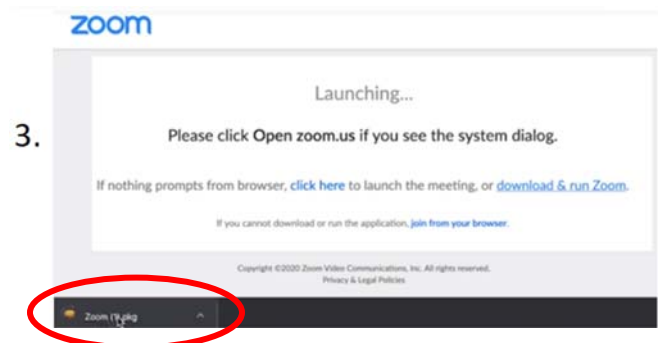 zoom
Launching...
3.
Please click Open zoom.us if you see the system dialog.
If nothing prompts from browser, click here to launch the meeting, or download & run Zoom.
If you cannot download or run the application, join from your browser.
Copyright ©2020 Zoom Video Communications, Inc. All rights reserved.
Privacy & Legal Policies
Zoom